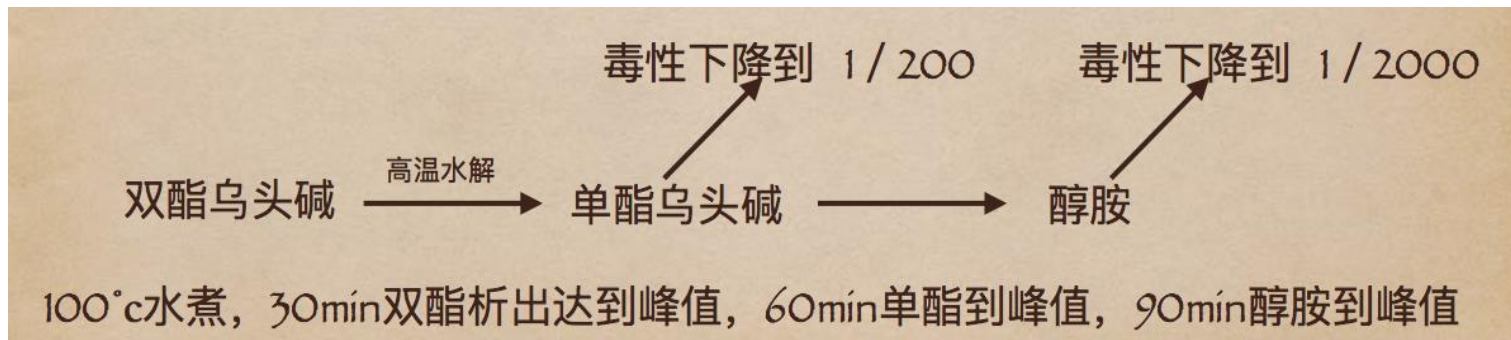 毒性下降到 1/200 毒性下降到 1/2000
高温水解
双酯乌头碱 单酯乌头碱 醇胺
100°c水煮，30min双酯析出达到峰值，60min单酯到峰值，90min醇胺到峰值